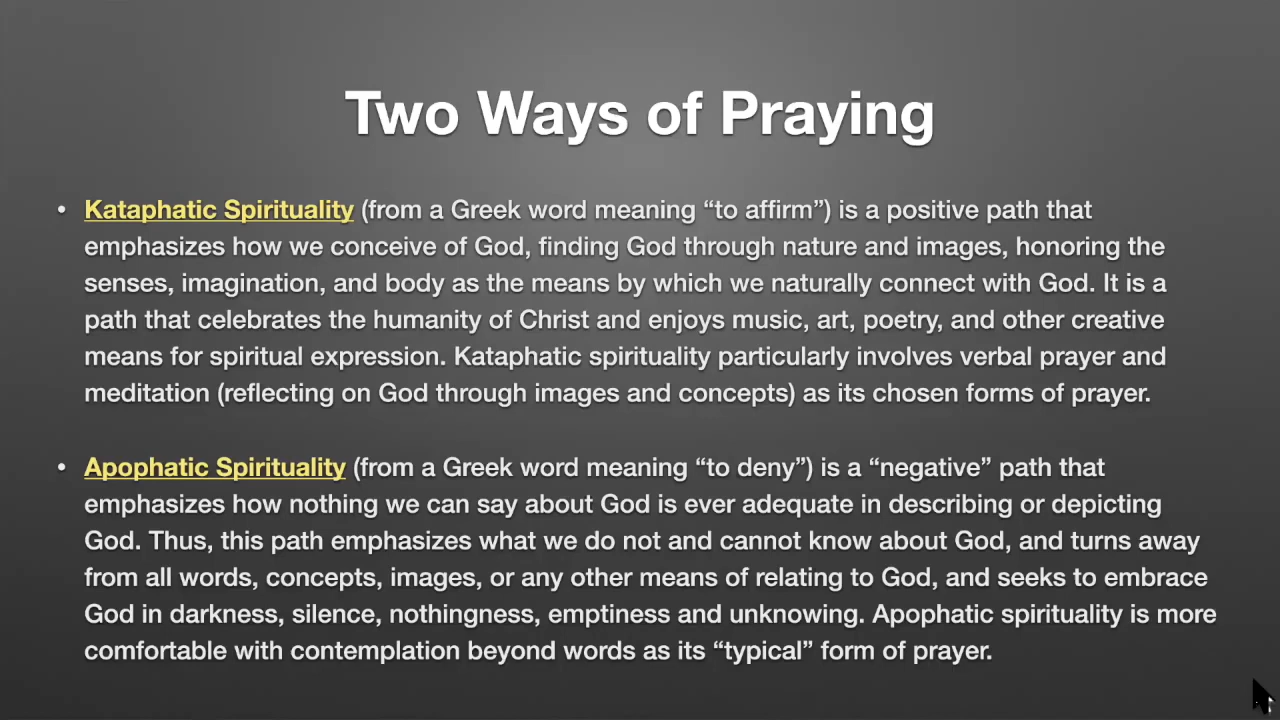 Two Ways of Praying
• Kataphatic Spirituality (from a Greek word meaning “to affirm”) is a positive path that
emphasizes how we conceive of God, finding God through nature and images, honoring the
senses, imagination, and body as the means by which we naturally connect with God. It is a
path that celebrates the humanity of Christ and enjoys music, art, poetry, and other creative
means for spiritual expression. Kataphatic spirituality particularly involves verbal prayer and
meditation (reflecting on God through images and concepts) as its chosen forms of prayer.
• Apophatic Spirituality (from a Greek word meaning “to deny”) is a “negative” path that
emphasizes how nothing we can say about God is ever adequate in describing or depicting
God. Thus, this path emphasizes what we do not and cannot know about God, and turns away
from all words, concepts, images, or any other means of relating to God, and seeks to embrace
God in darkness, silence, nothingness, emptiness and unknowing. Apophatic spirituality is more
comfortable with contemplation beyond words as its “typical” form of prayer.